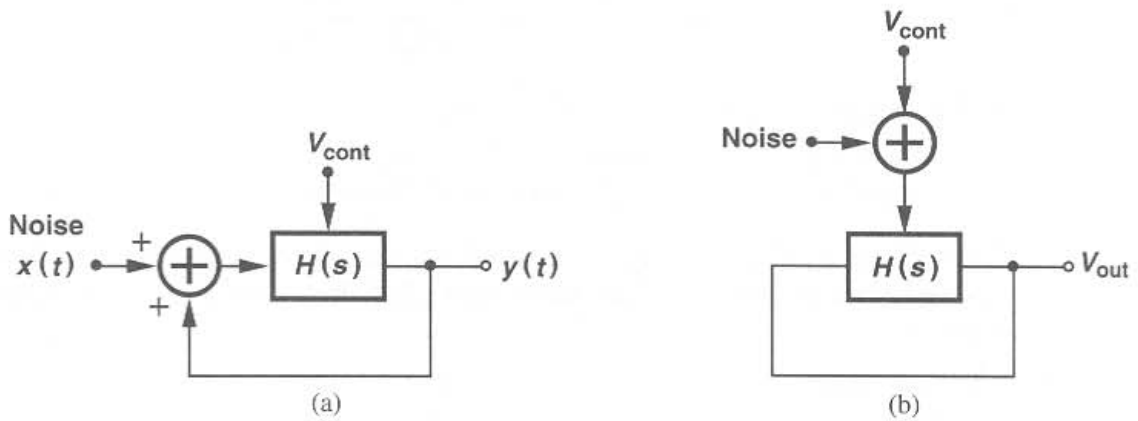 V_cont
Noise
x(t)
+
+
H(s)
y(t)
(a)
V_cont
Noise
+
+
H(s)
V_out
(b)